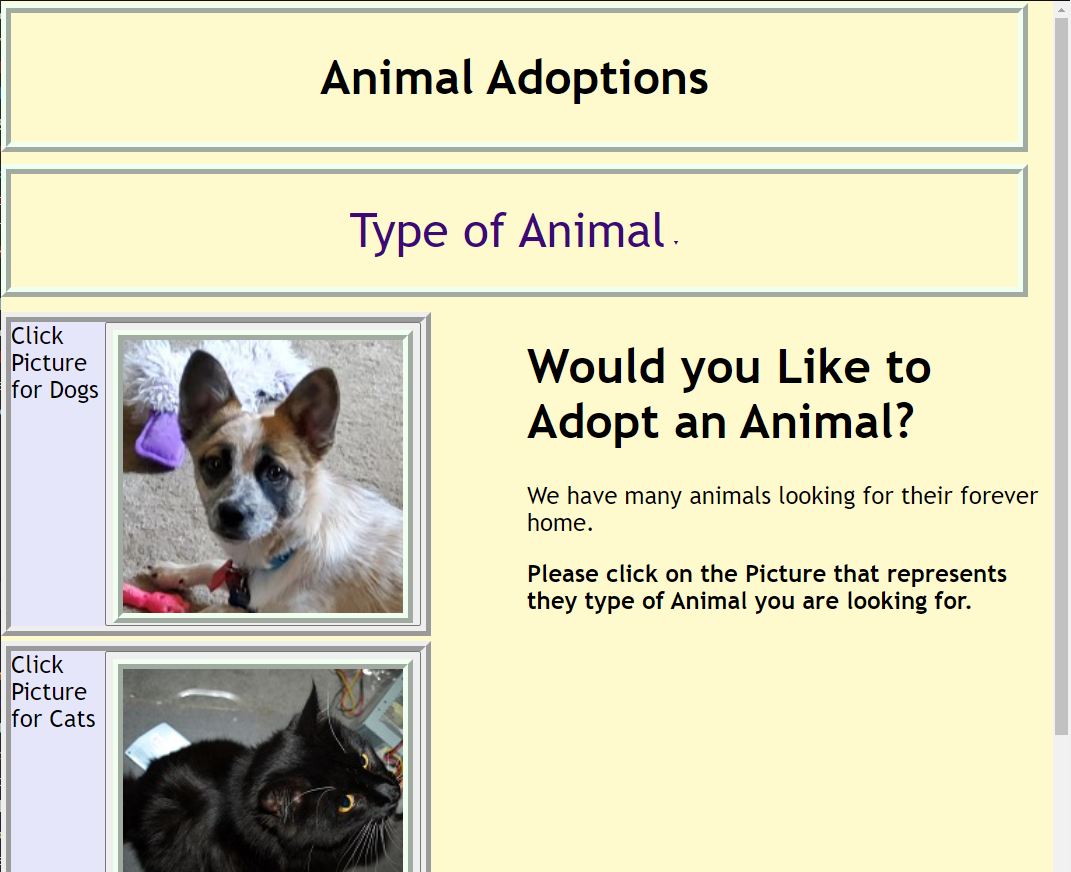 Animal Adoptions
Type of Animal
Click
Picture
for Dogs
Would you Like to
Adopt an Animal?
We have many animals looking for their forever
home.
Please click on the Picture that represents
they type of Animal you are looking for.
Click
Picture
for Cats